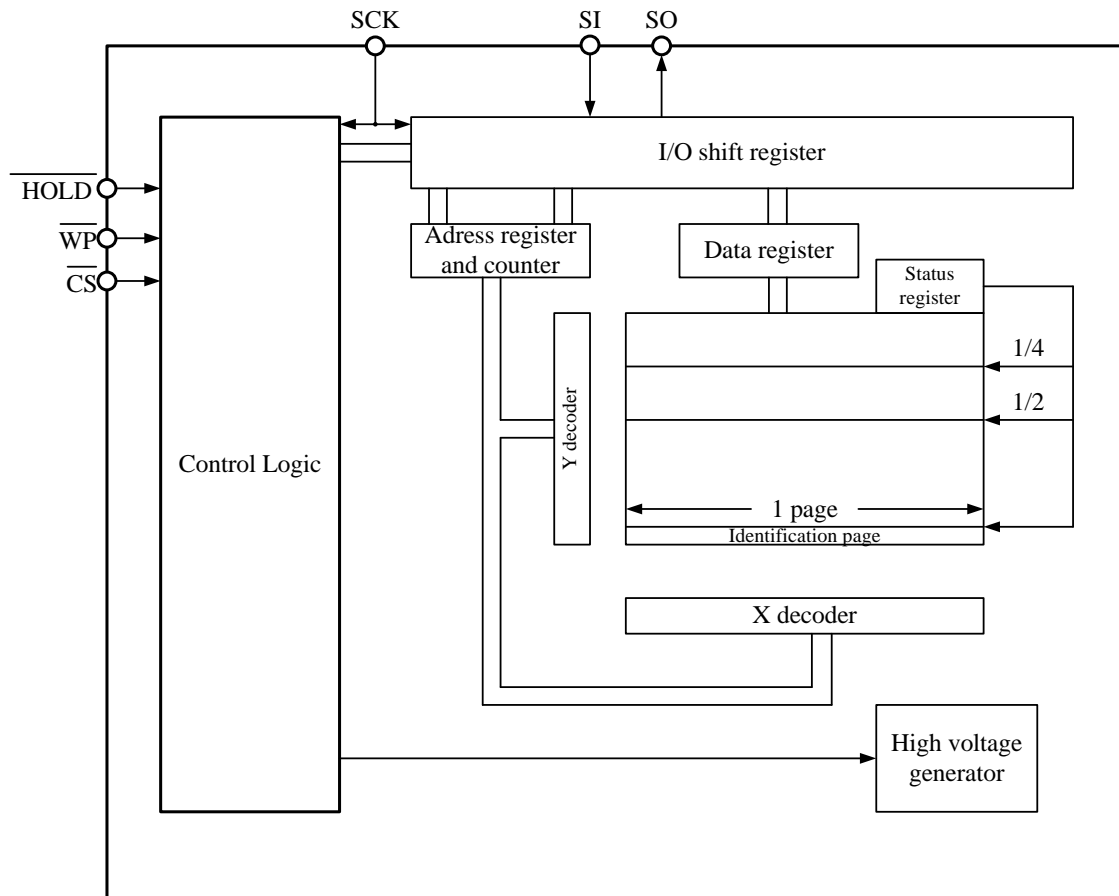 SCK
SI
SO
I/O shift register
HOLD
WP
CS
Adress register
and counter
Data register
Status
register
1/4
1/2
Y decoder
Control Logic
1 page
Identification page
X decoder
High voltage
generator